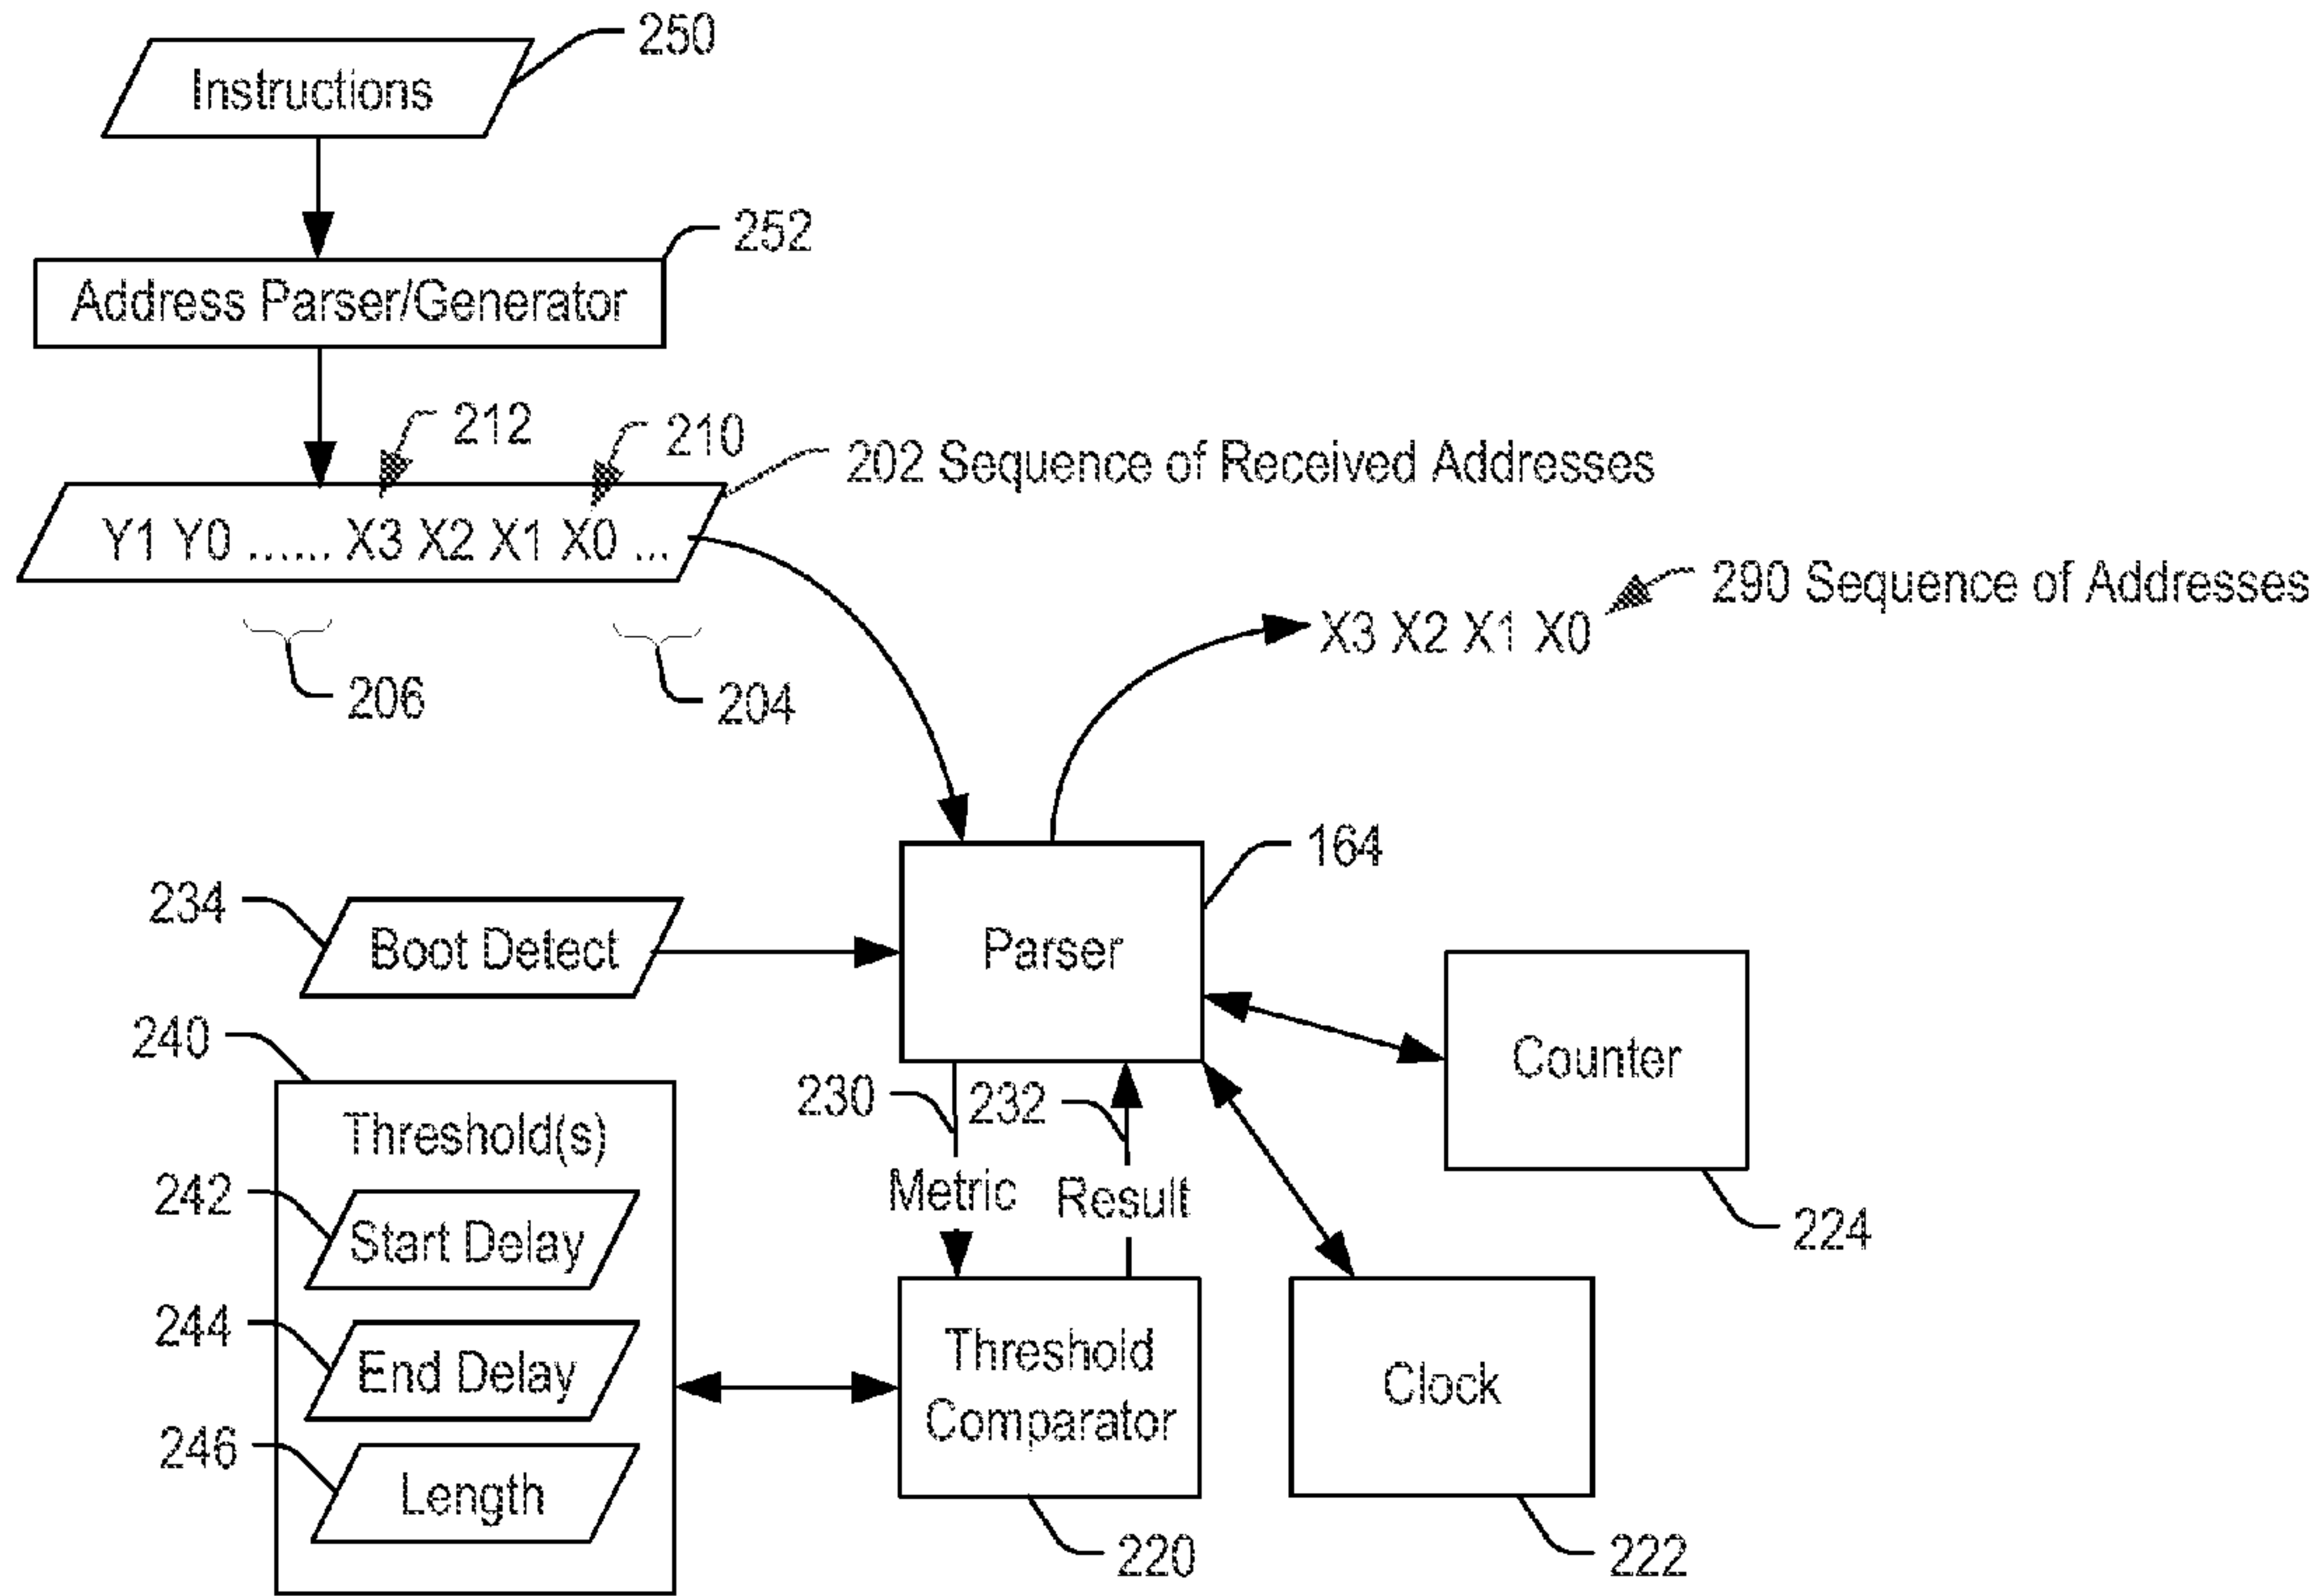 250
Instructions
252
Address Parser/Generator
212
210
202 Sequence of Received Addresses
Y1 Y0 ...... X3 X2 X1 X0 ...
290 Sequence of Addresses
X3 X2 X1 X0
206
204
164
234
Boot Detect
Parser
240
Counter
230
232
Threshold(s)
242
Metric
Result
Start Delay
224
244
End Delay
Threshold
Comparator
Clock
246
Length
220
222